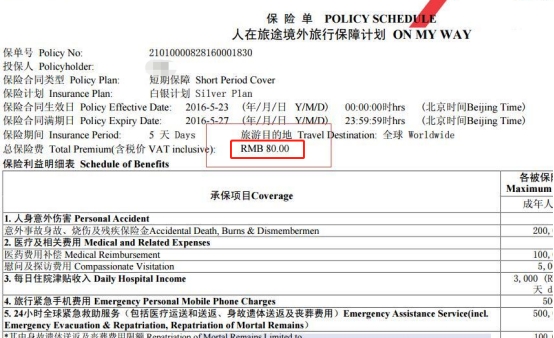 保 险 单 POLICY SCHEDULE
人在旅途境外旅行保障计划 ON MY WAY
保单号 Policy No: 21010000828160001830
投保人 Policyholder:
保险合同类型 Policy Plan: 短期保障 Short Period Cover
保险计划 Insurance Plan: 白银计划 Silver Plan
保险合同生效日 Policy Effective Date: 2016-5-23 (年/月/日 Y/M/D) 00:00:00时hrs (北京时间Beijing Time)
保险合同满期日 Policy Expiry Date: 2016-5-27 (年/月/日 Y/M/D) 23:59:59时hrs (北京时间Beijing Time)
保险期间 Insurance Period: 5 天 Days 旅游目的地 Travel Destination: 全球 Worldwide
总保险费 Total Premium(含税价 VAT inclusive): RMB 80.00
保险利益明细表 Schedule of Benefits
承保项目Coverage
各被保险
Maximum
成年人
1. 人身意外伤害 Personal Accident
意外事故身故、烧伤及残疾保险金Accidental Death, Burns & Dismembermen 200,
2. 医疗及相关费用 Medical and Related Expenses
医药费用补偿 Medical Reimbursement 100,
慰问及探访费用 Compassionate Visitation 5,0
3. 每日住院津贴收入 Daily Hospital Income 3,000 (R
天 d
4. 旅行紧急手机费用 Emergency Personal Mobile Phone Charges 50
5. 24小时全球紧急救助服务（包括医疗运送和送返、身故遗体送返及丧葬费用）Emergency Assistance Service(incl. 500,
Emergency Evacuation & Repatriation, Repatriation of Mortal Remains)
*其中身故遗体送返及丧葬费用限额 Repatriation of Mortal Remains Limited to 100,